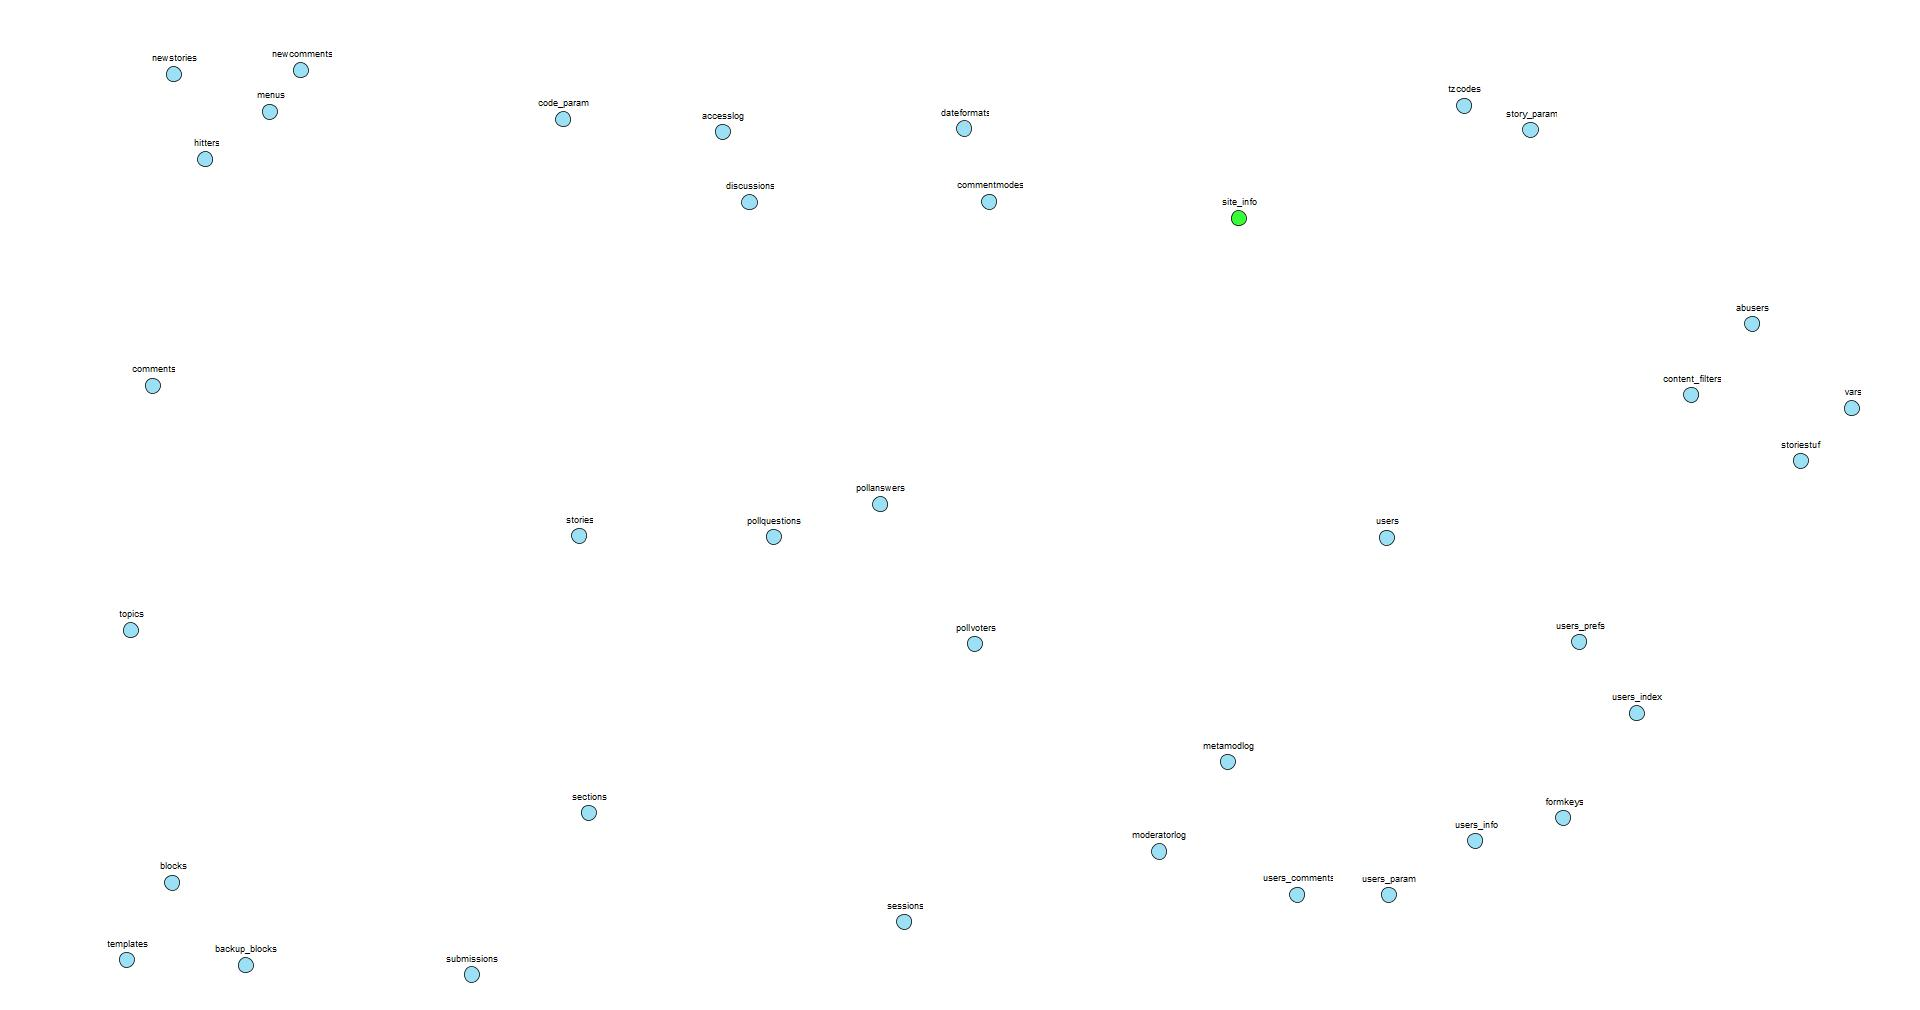 newstories
newcomments
menus
hitters
code_param
accesslog
dateformats
discussions
commentmodes
tzcodes
story_param
site_info
abusers
comments
content_filters
vars
storiestuf
pollanswers
stories
pollquestions
users
topics
pollvoters
users_prefs
users_index
metamodlog
sections
formkeys
users_info
moderatorlog
blocks
users_comments
users_param
sessions
templates
backup_blocks
submissions